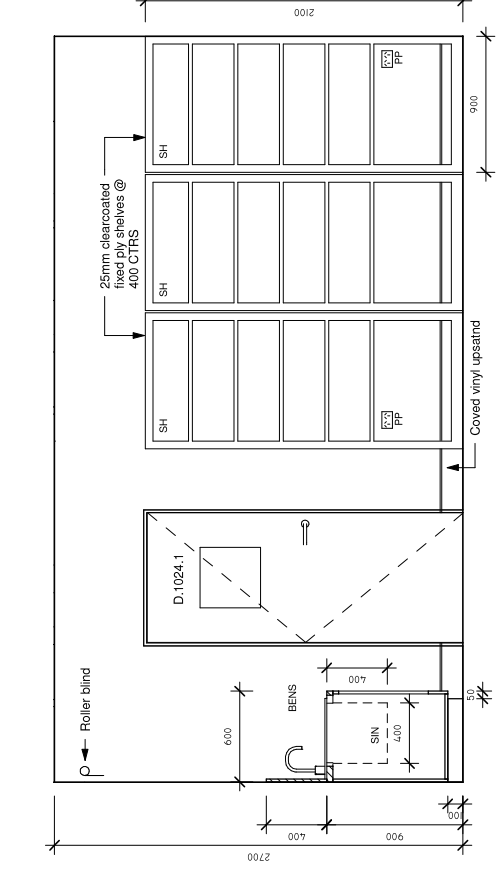 2100
900
PP
SH
25mm clearcoated
fixed ply shelves @
400 CTRS
SH
SH
PP
Coved vinyl upsatnd
D.1024.1
Roller blind
BENS
600
400
SIN
400
50
100
400
900
2700